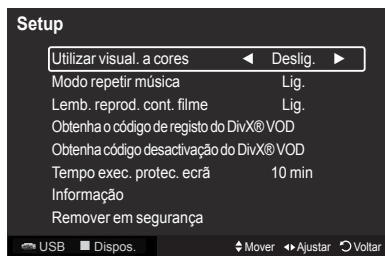 Setup
Utilizar visual. a cores ◄ Deslig. ►
Modo repetir música Lig.
Lemb. reprod. cont. filme Lig.
Obtenha o código de registo do DivX® VOD
Obtenha código desactivação do DivX® VOD
Tempo exec. protec. ecrã 10 min
Informação
Remover em segurança
USB Dispos. Mover Ajustar Voltar